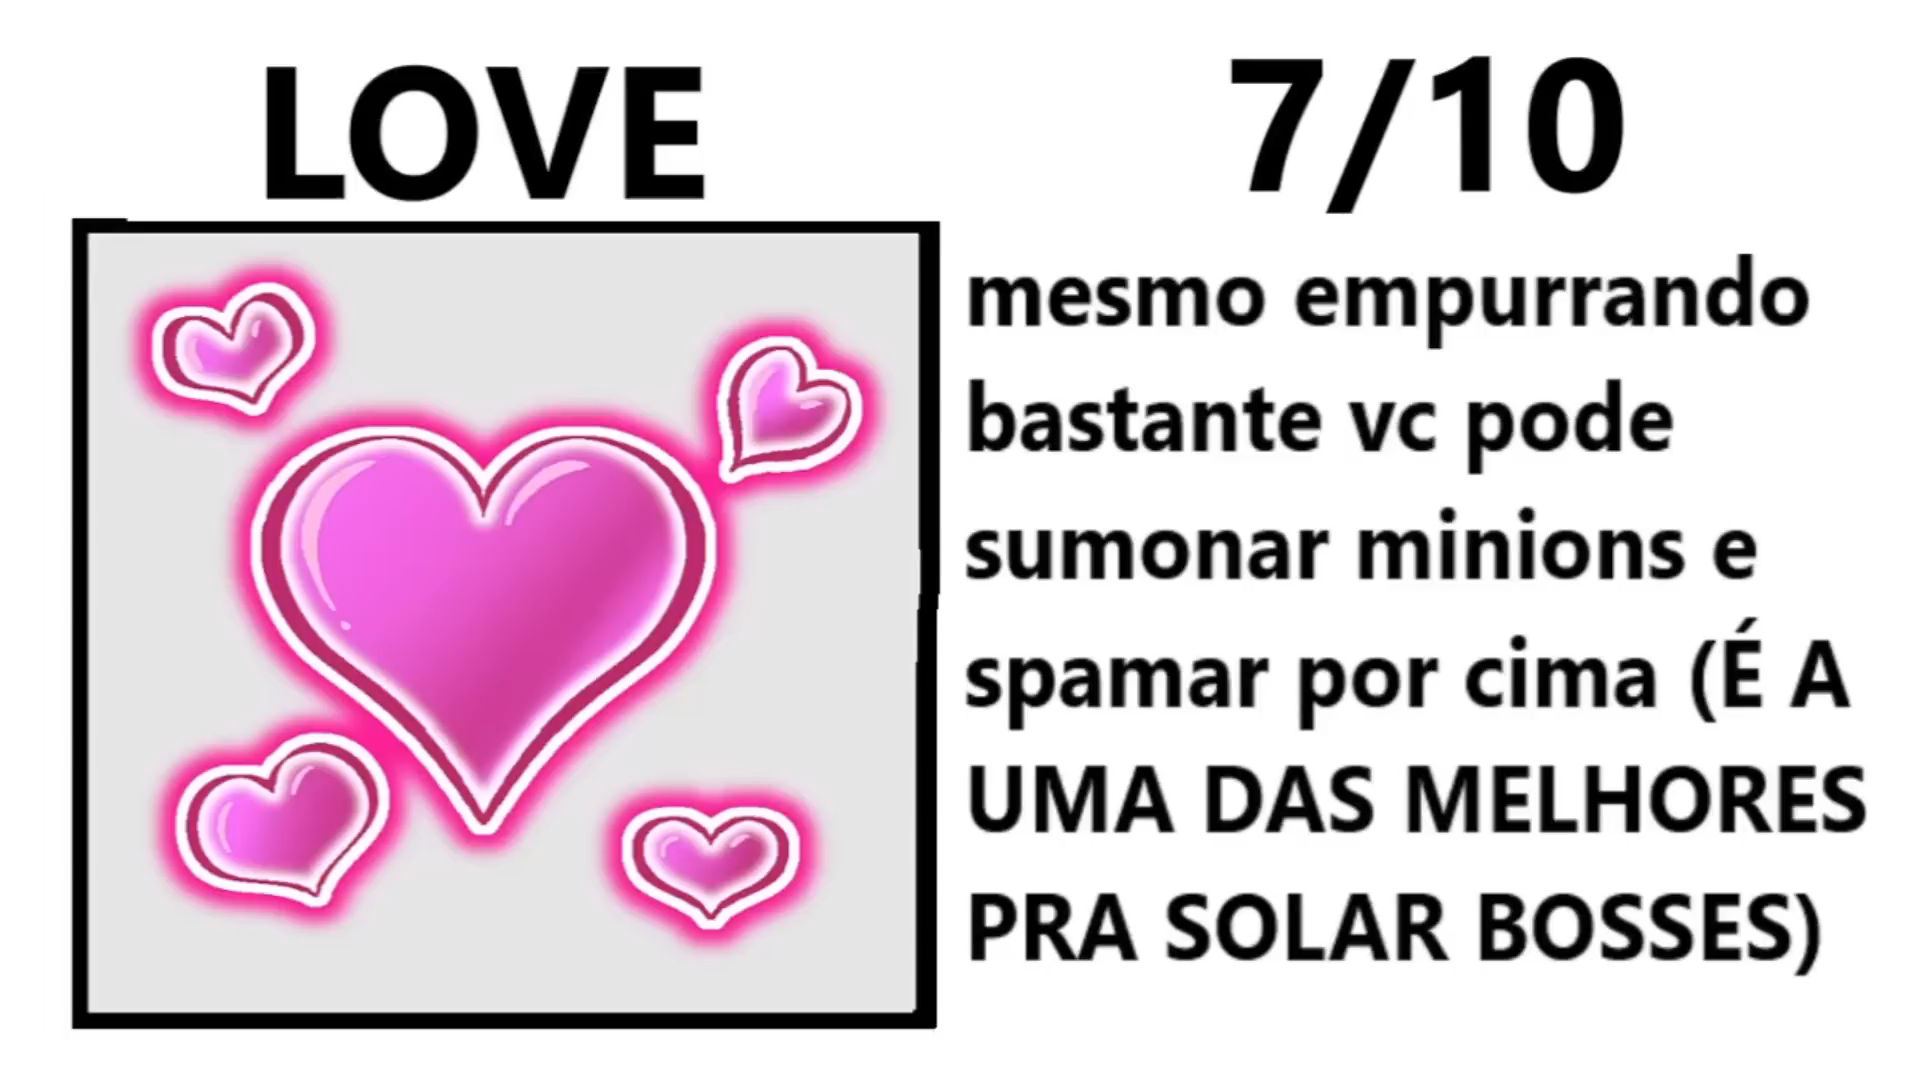 LOVE
7/10
mesmo empurrando
bastante vc pode
sumonar minions e
spamar por cima (É A
UMA DAS MELHORES
PRA SOLAR BOSSES)